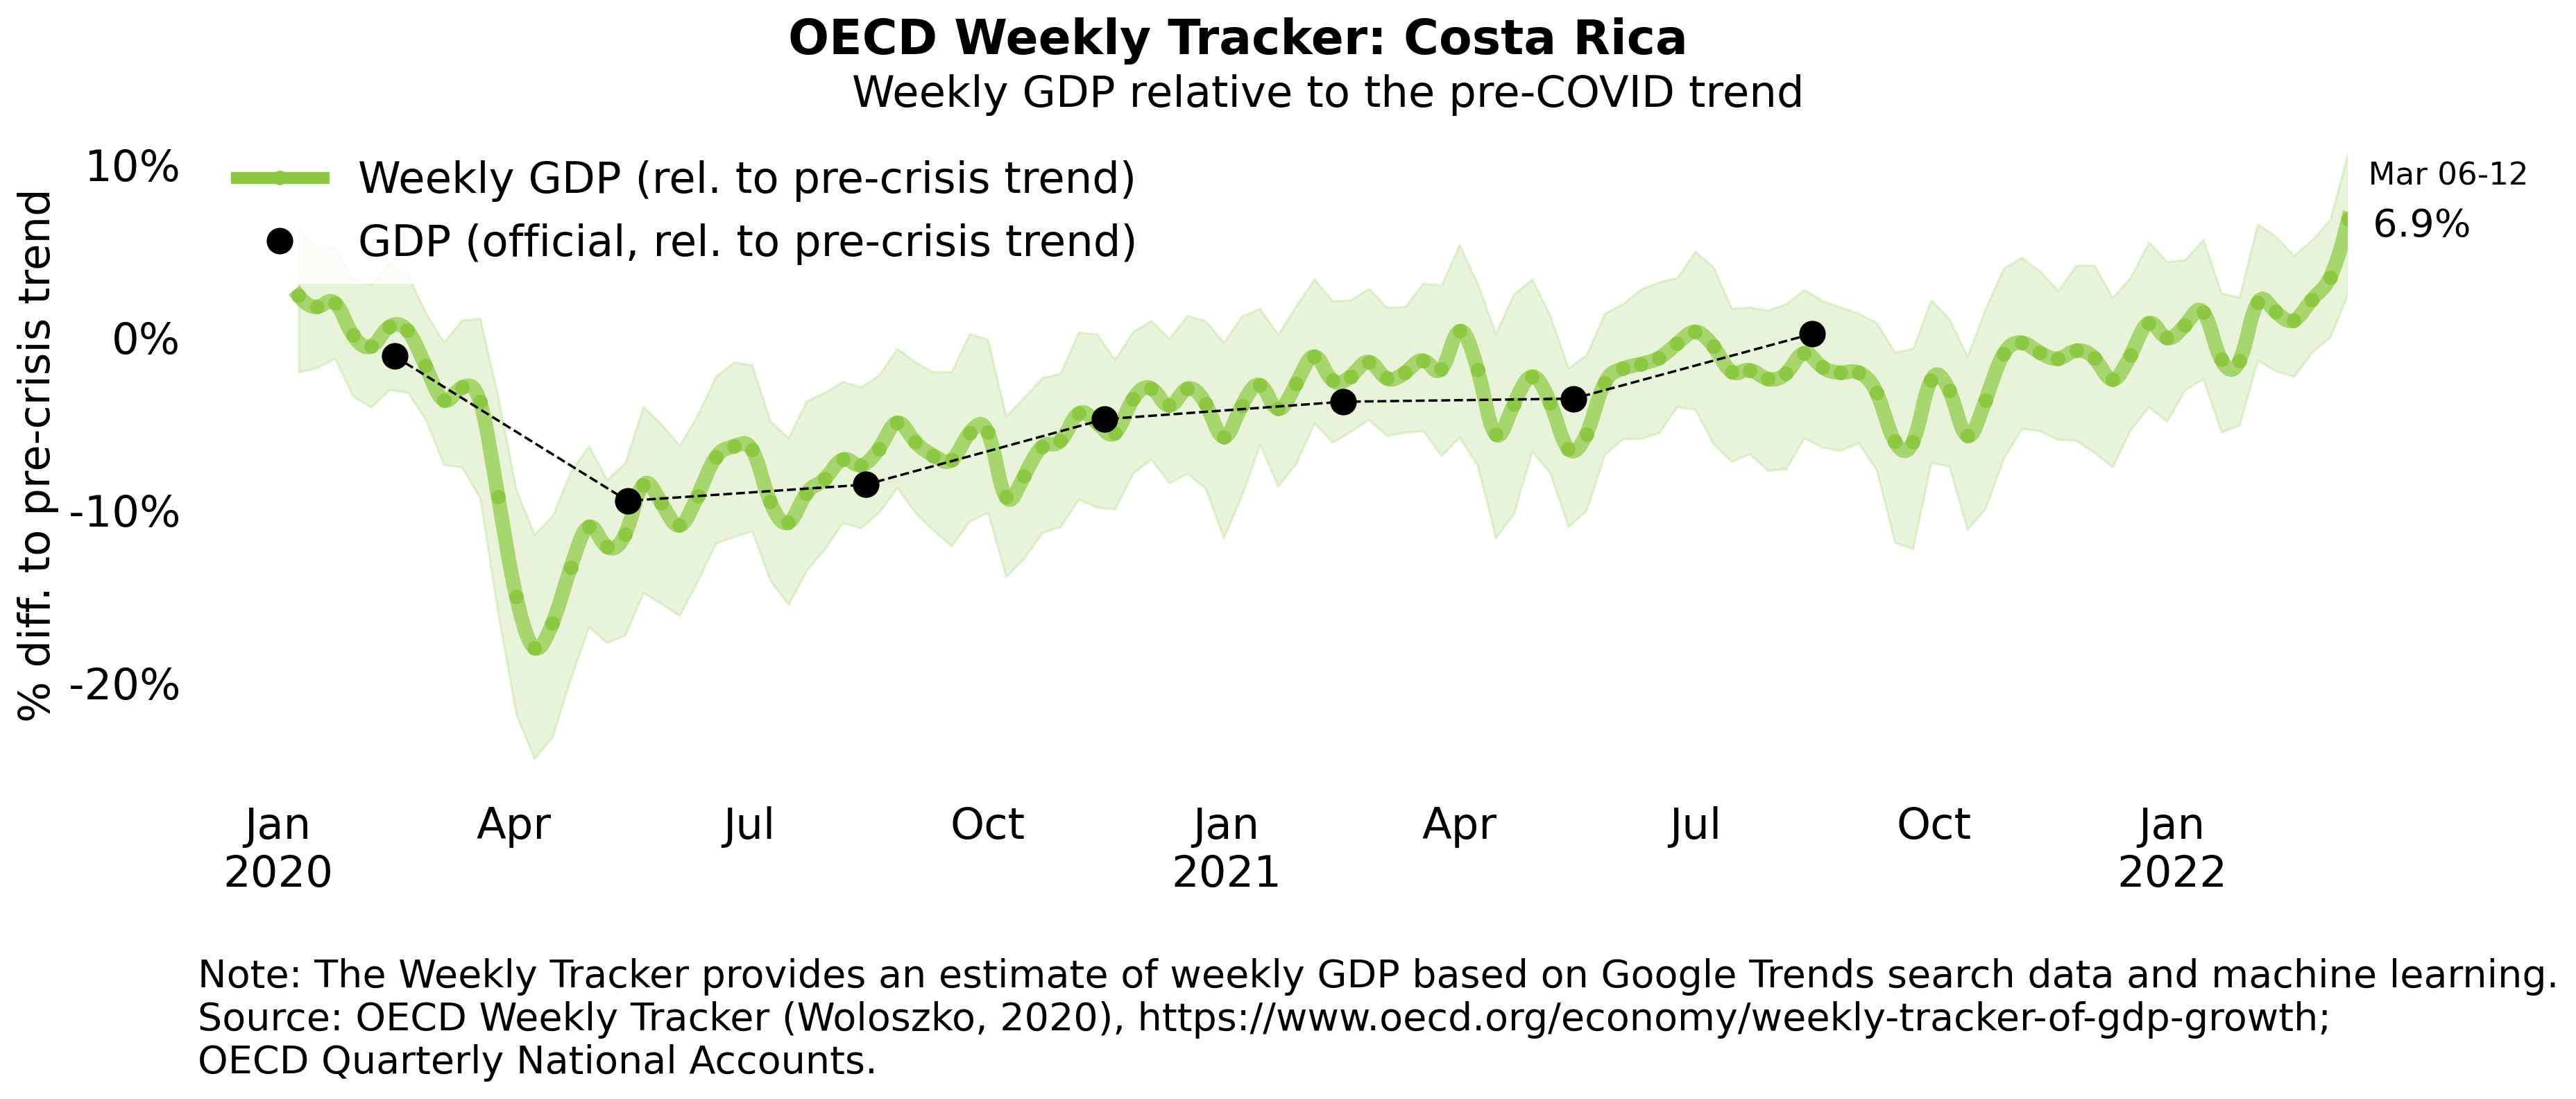 OECD Weekly Tracker: Costa Rica
Weekly GDP relative to the pre-COVID trend
% diff. to pre-crisis trend
10%
0%
-10%
-20%
Weekly GDP (rel. to pre-crisis trend)
GDP (official, rel. to pre-crisis trend)
Mar 06-12
6.9%
Jan Apr Jul Oct Jan Apr Jul Oct Jan
2020 2021 2022
Note: The Weekly Tracker provides an estimate of weekly GDP based on Google Trends search data and machine learning.
Source: OECD Weekly Tracker (Woloszko, 2020), https://www.oecd.org/economy/weekly-tracker-of-gdp-growth;
OECD Quarterly National Accounts.